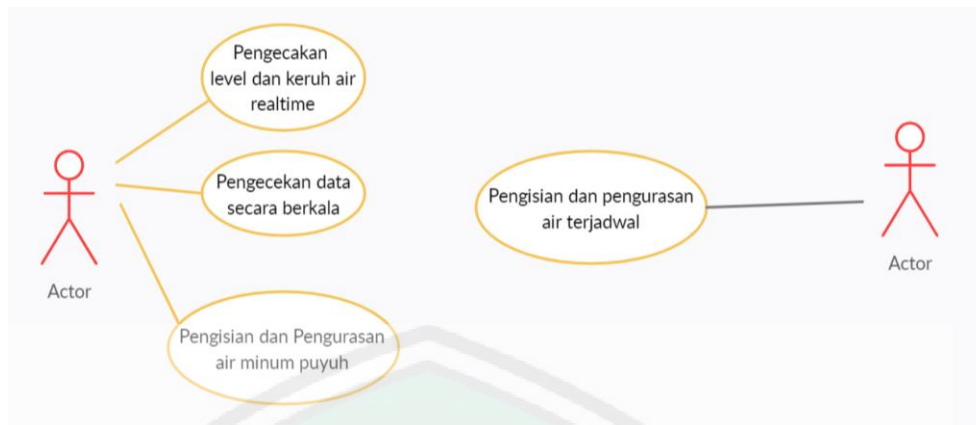 Pengecakan
level dan keruh air
realtime
Pengecekan data
secara berkala
Pengisian dan Pengurasan
air minum puyuh
Actor
Pengisian dan pengurasan
air terjadwal
Actor